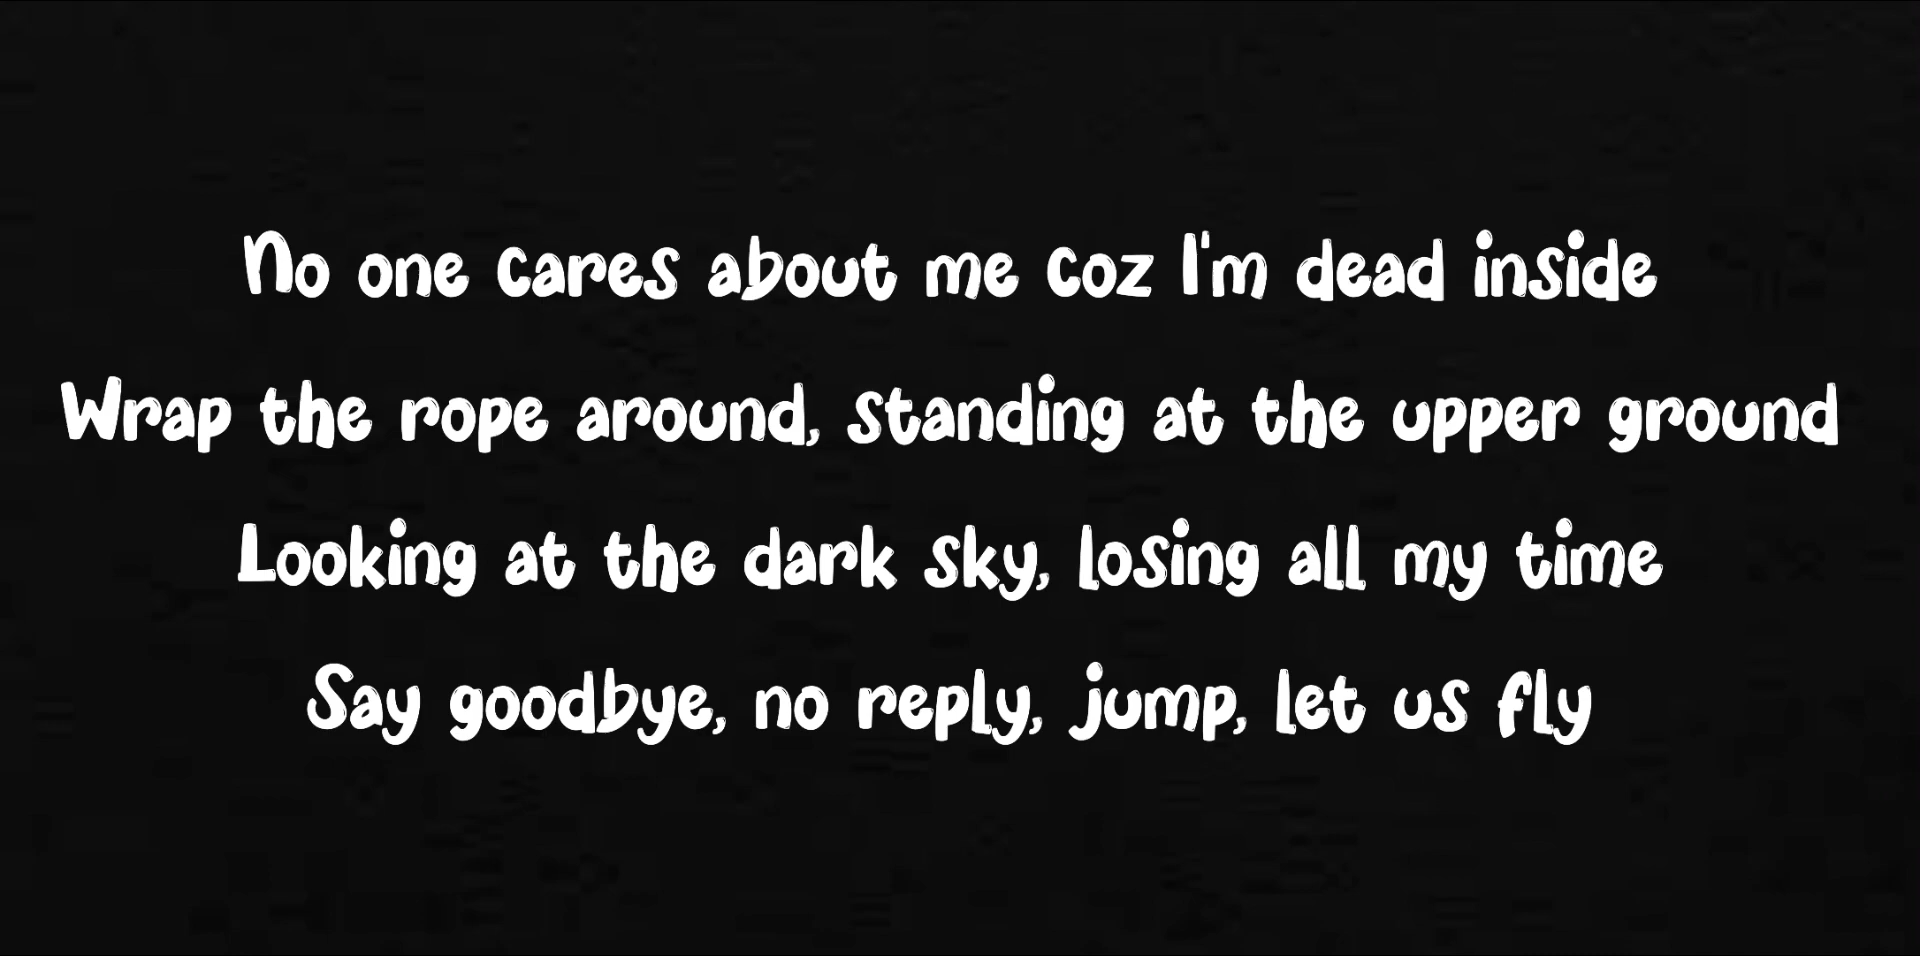 No one cares about me coz I'm dead inside
Wrap the rope around, standing at the upper ground
Looking at the dark sky, losing all my time
Say goodbye, no reply, jump, let us fly